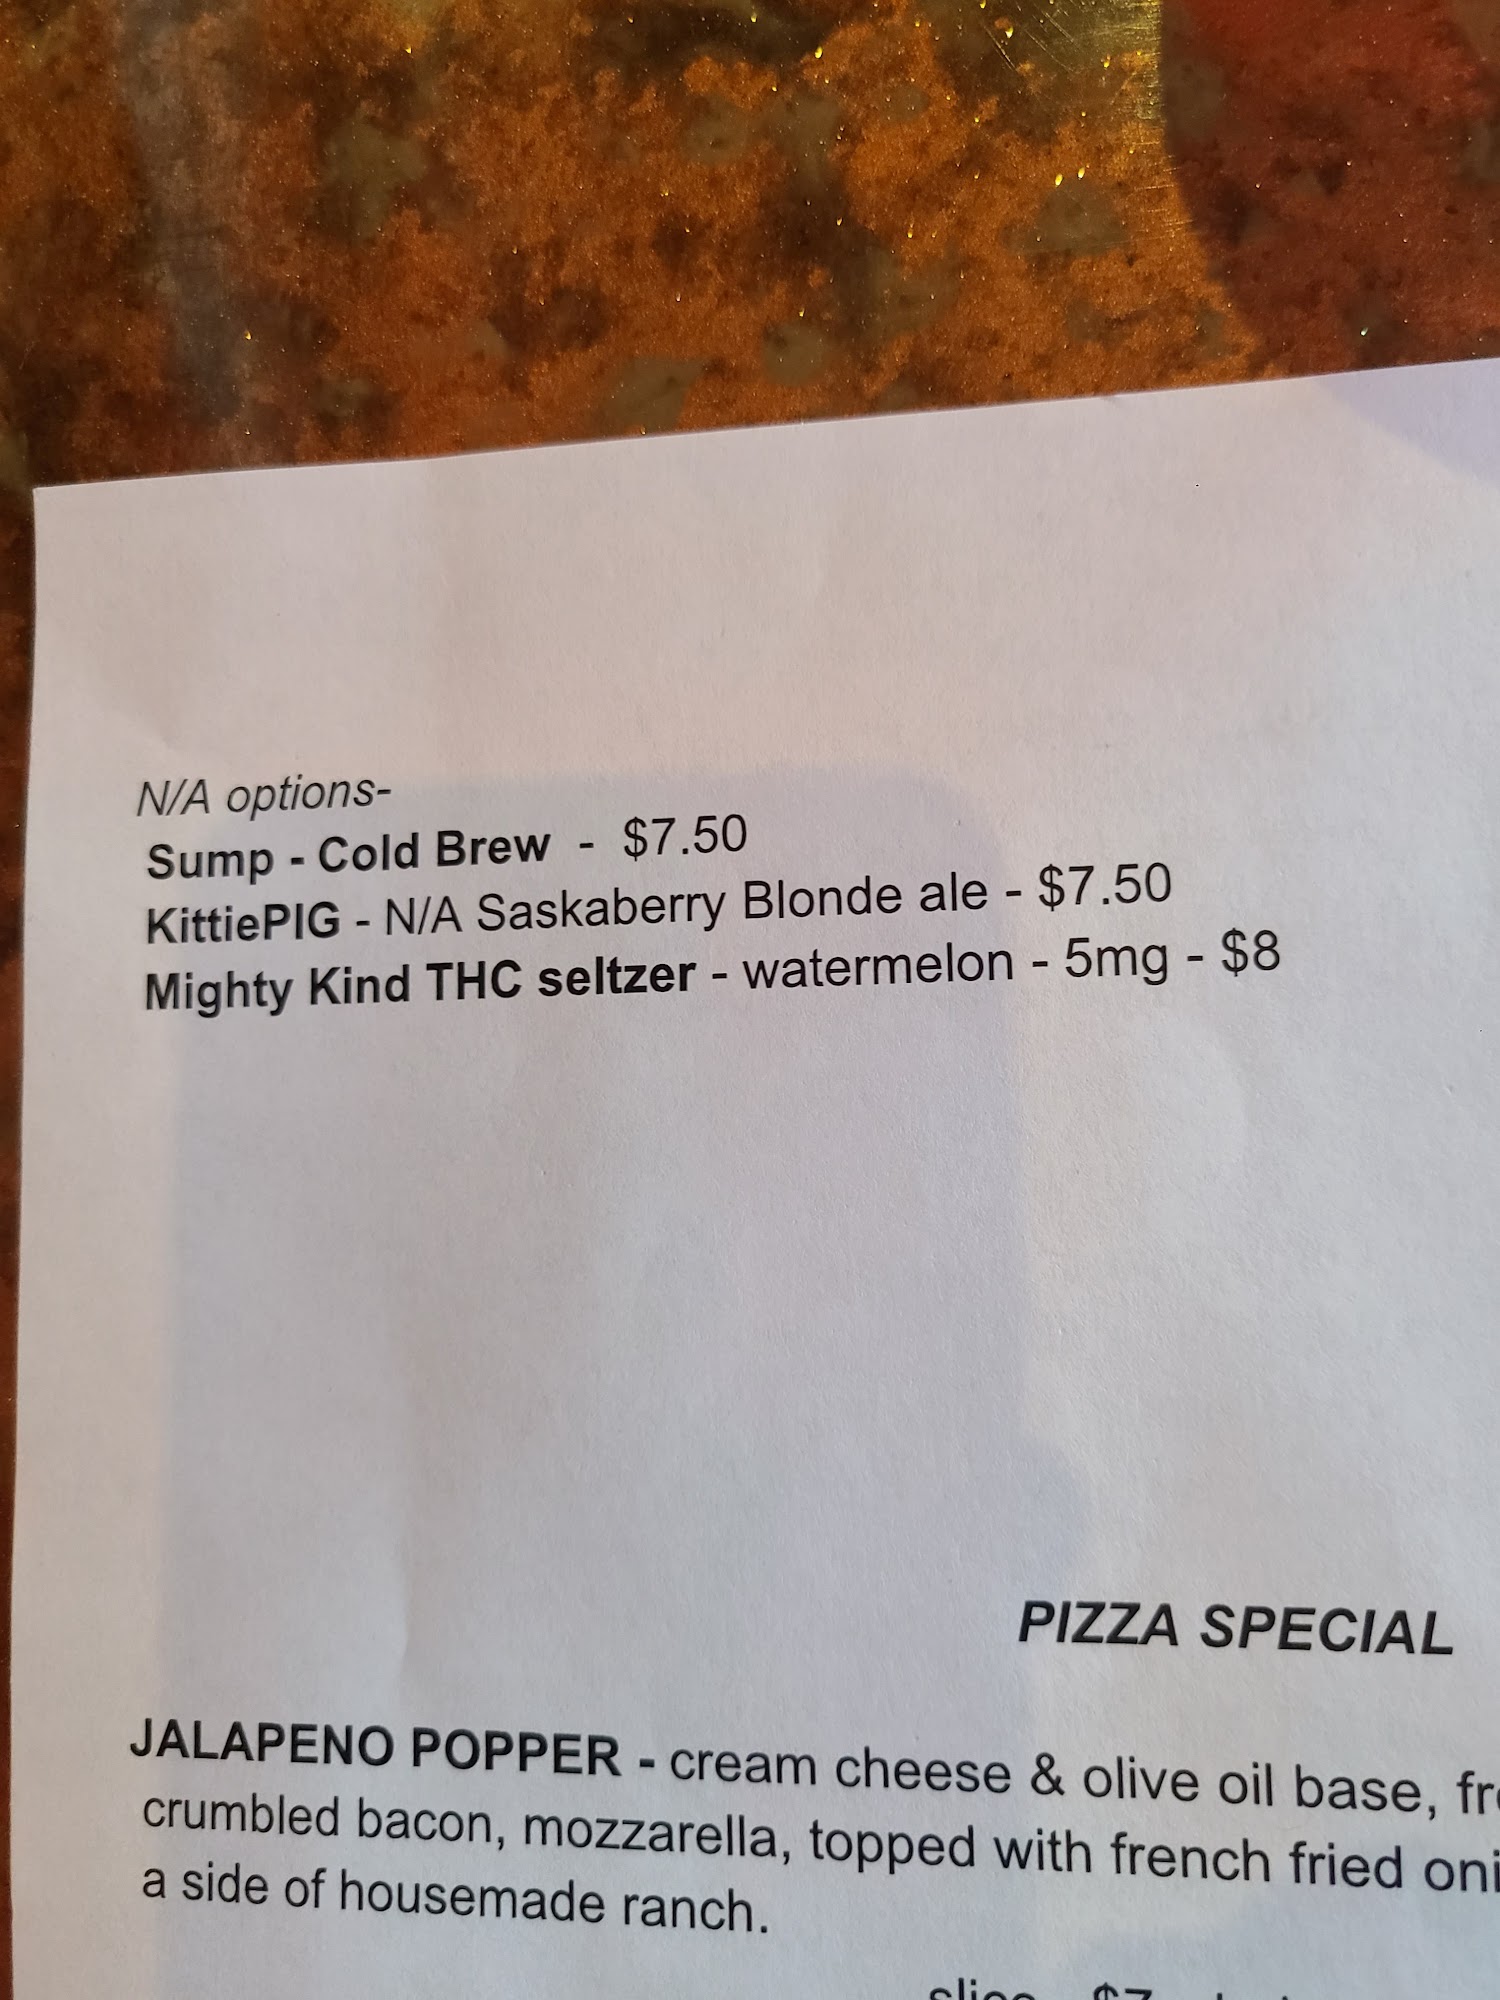 N/A options-
Sump - Cold Brew - $7.50
KittiePIG - N/A Saskaberry Blonde ale - $7.50
Mighty Kind THC seltzer - watermelon - 5mg - $8
PIZZA SPECIAL
JALAPENO POPPER - cream cheese & olive oil base,
crumbled bacon, mozzarella, topped with french fried
a side of housemade ranch.
slice